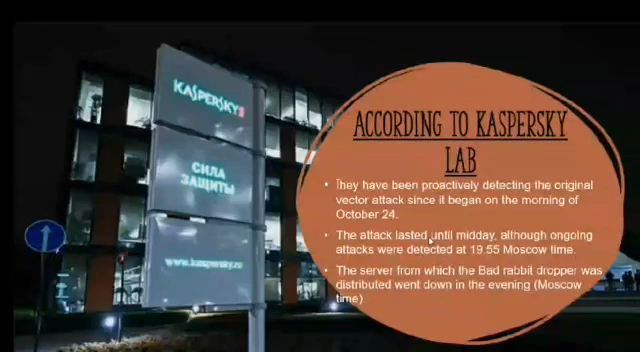 KASPERSKY
СИЛА
ЗАЩИТЫ
www.kaspersky.ru
ACCORDING TO KASPERSKY
LAB
• They have been proactively detecting the original
vector attack since it began on the morning of
October 24.
• The attack lasted until midday, although ongoing
attacks were detected at 19.55 Moscow time.
• The server from which the Bad rabbit dropper was
distributed went down in the evening (Moscow
time)